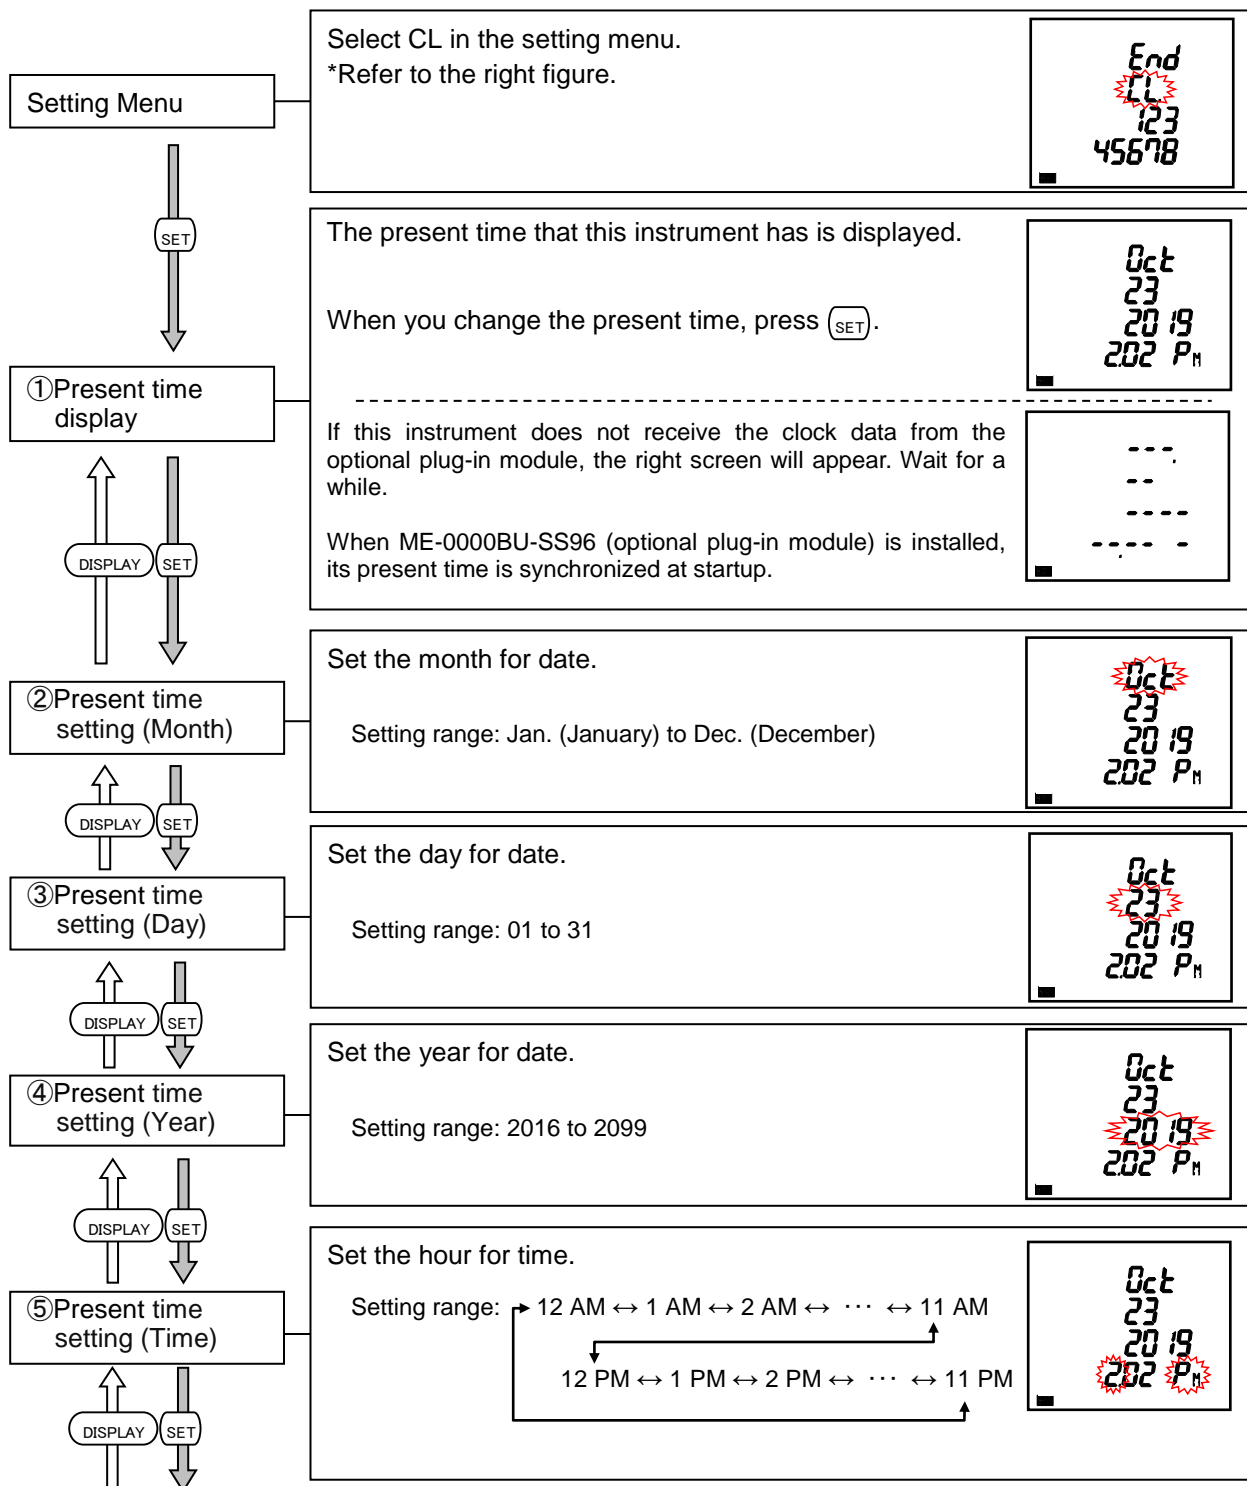 Setting Menu
Select CL in the setting menu.
*Refer to the right figure.
End
CL.
123
45678
SET
①Present time
display
The present time that this instrument has is displayed.
When you change the present time, press SET.
Oct
23
2019
2.02 PM
If this instrument does not receive the clock data from the
optional plug-in module, the right screen will appear. Wait for a
while.
When ME-0000BU-SS96 (optional plug-in module) is installed,
its present time is synchronized at startup.
---.
--
----
--.-- -
DISPLAY SET
②Present time
setting (Month)
Set the month for date.
Setting range: Jan. (January) to Dec. (December)
Oct
23
2019
2.02 PM
DISPLAY SET
③Present time
setting (Day)
Set the day for date.
Setting range: 01 to 31
Oct
23
2019
2.02 PM
DISPLAY SET
④Present time
setting (Year)
Set the year for date.
Setting range: 2016 to 2099
Oct
23
2019
2.02 PM
DISPLAY SET
⑤Present time
setting (Time)
Set the hour for time.
Setting range: 12 AM ↔ 1 AM ↔ 2 AM ↔ ··· ↔ 11 AM
12 PM ↔ 1 PM ↔ 2 PM ↔ ··· ↔ 11 PM
Oct
23
2019
2.02 PM
DISPLAY SET